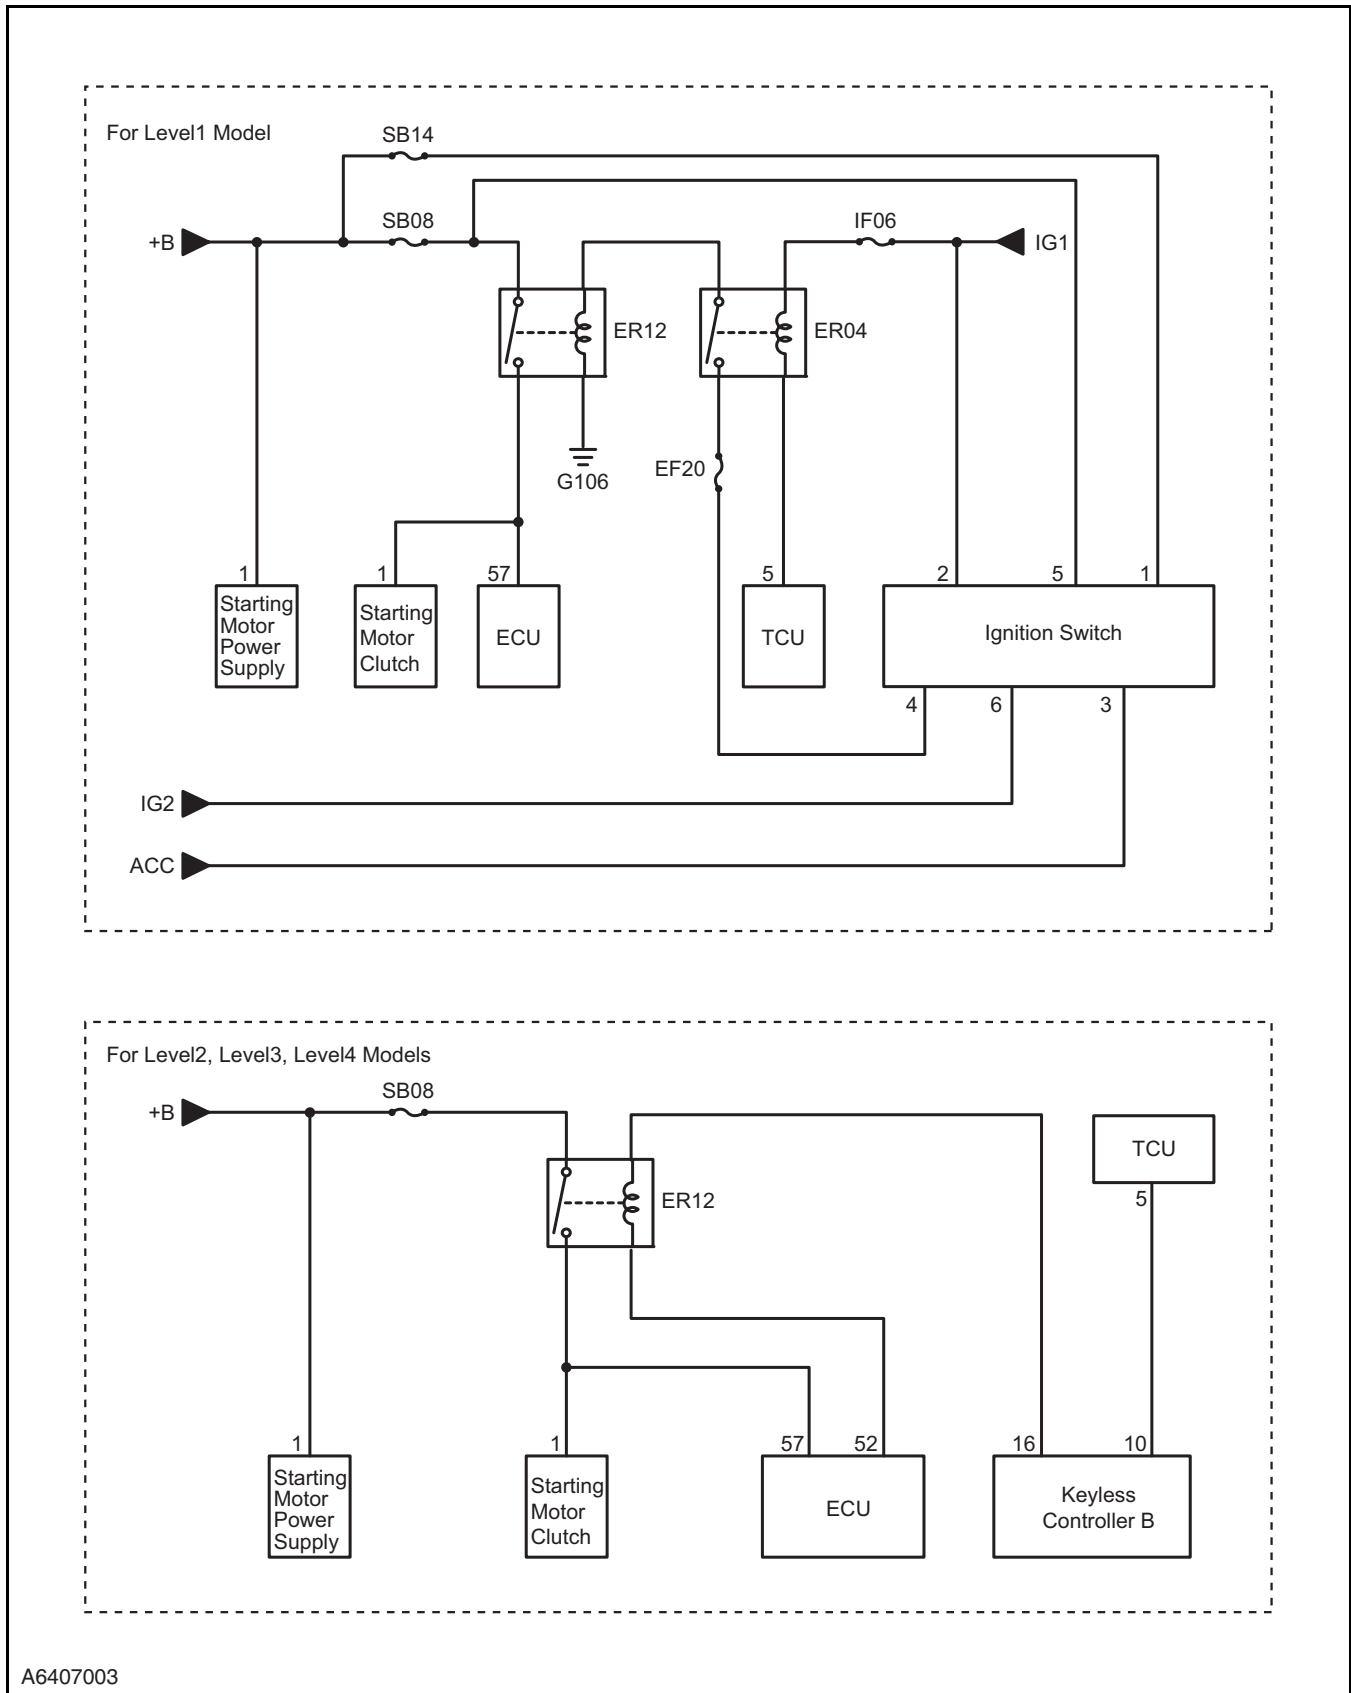 For Level1 Model
SB14
+B
SB08
IF06
IG1
ER12
ER04
G106
EF20
1
1
57
5
2
5
1
Starting
Motor
Power
Supply
Starting
Motor
Clutch
ECU
TCU
Ignition Switch
4
6
3
IG2
ACC
For Level2, Level3, Level4 Models
SB08
+B
TCU
5
ER12
1
1
57
52
16
10
Starting
Motor
Power
Supply
Starting
Motor
Clutch
ECU
Keyless
Controller B
A6407003